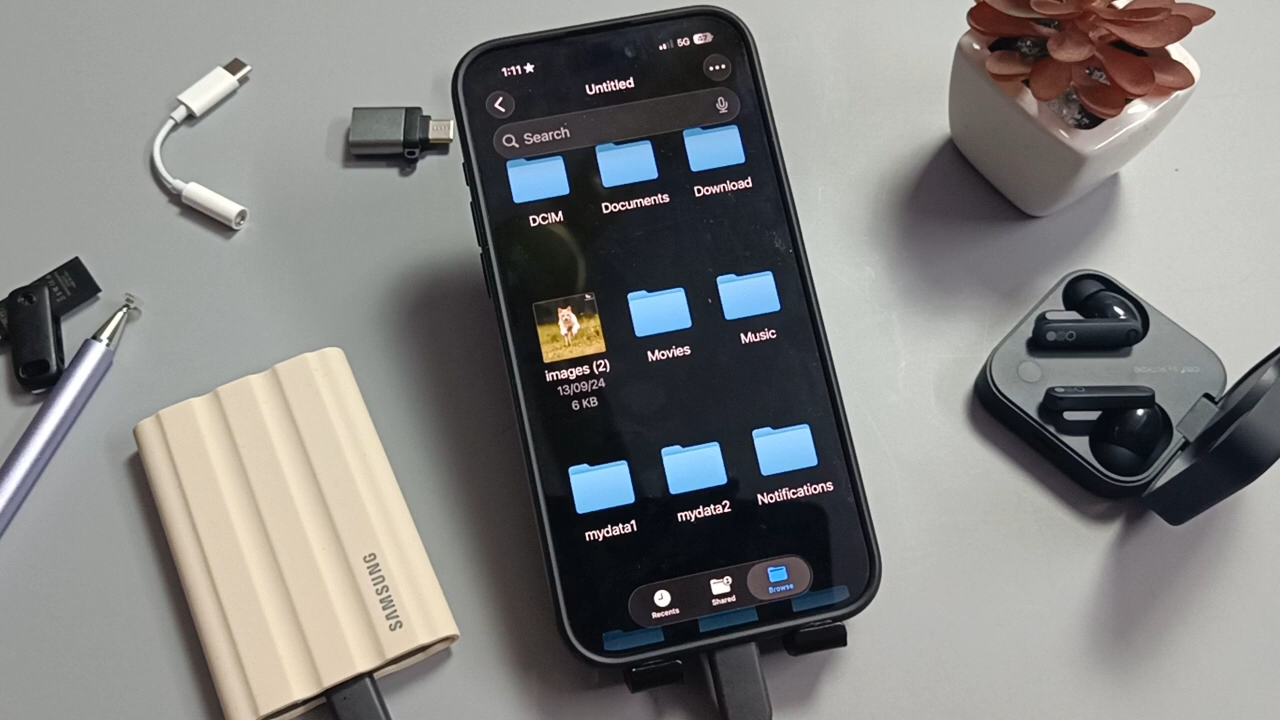 1:11
5G 47
Untitled
Search
DCIM
Documents
Download
images (2)
13/09/24
6 KB
Movies
Music
mydata1
mydata2
Notifications
Recents
Shared
Browse
SAMSUNG